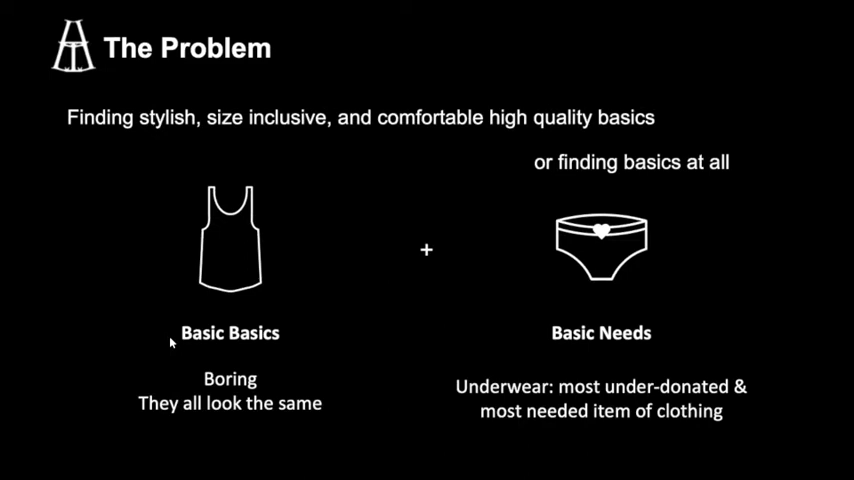 The Problem
Finding stylish, size inclusive, and comfortable high quality basics
or finding basics at all
+
Basic Basics
Basic Needs
Boring
They all look the same
Underwear: most under-donated &
most needed item of clothing